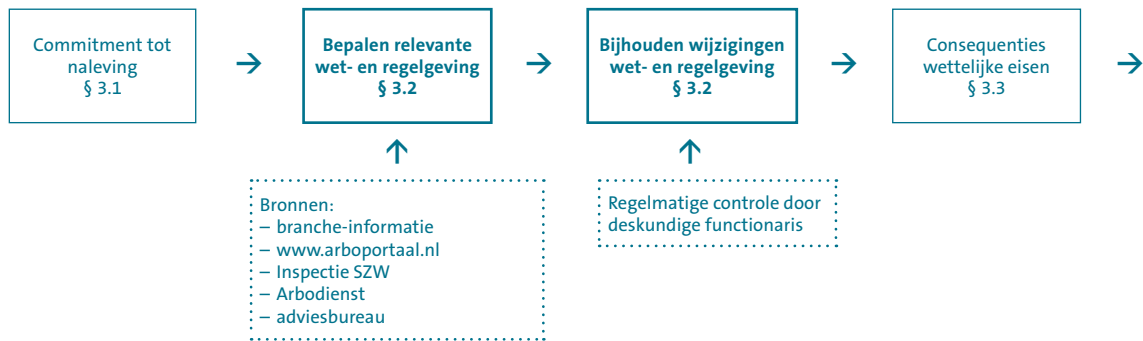 Commitment tot
naleving
§ 3.1
→
Bepalen relevante
wet- en regelgeving
§ 3.2
→
Bijhouden wijzigingen
wet- en regelgeving
§ 3.2
→
Consequenties
wettelijke eisen
§ 3.3
→
↑
↑
Bronnen:
– branche-informatie
– www.arboportaal.nl
– Inspectie SZW
– Arbodienst
– adviesbureau
Regelmatige controle door
deskundige functionaris